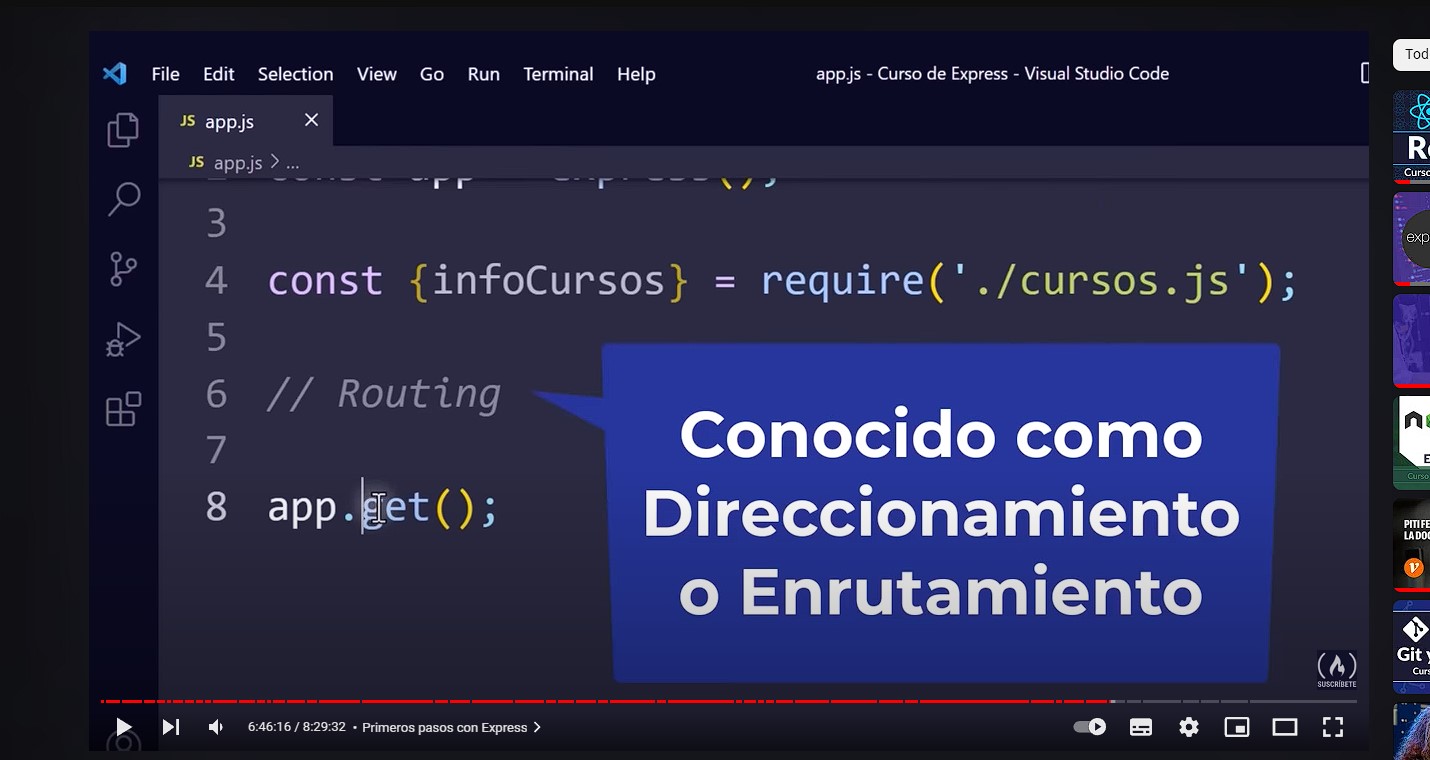 File Edit Selection View Go Run Terminal Help
app.js - Curso de Express - Visual Studio Code
JS app.js
JS app.js > ...
const app = express();
3
4 const {infoCursos} = require('./cursos.js');
5
6 // Routing
7
8 app.get();
Conocido como
Direccionamiento
o Enrutamiento
SUSCRÍBETE
6:46:16 / 8:29:32 • Primeros pasos con Express
Tod
Curso
exp
Curso
PITI FE
LA DOC
Git y
Curs